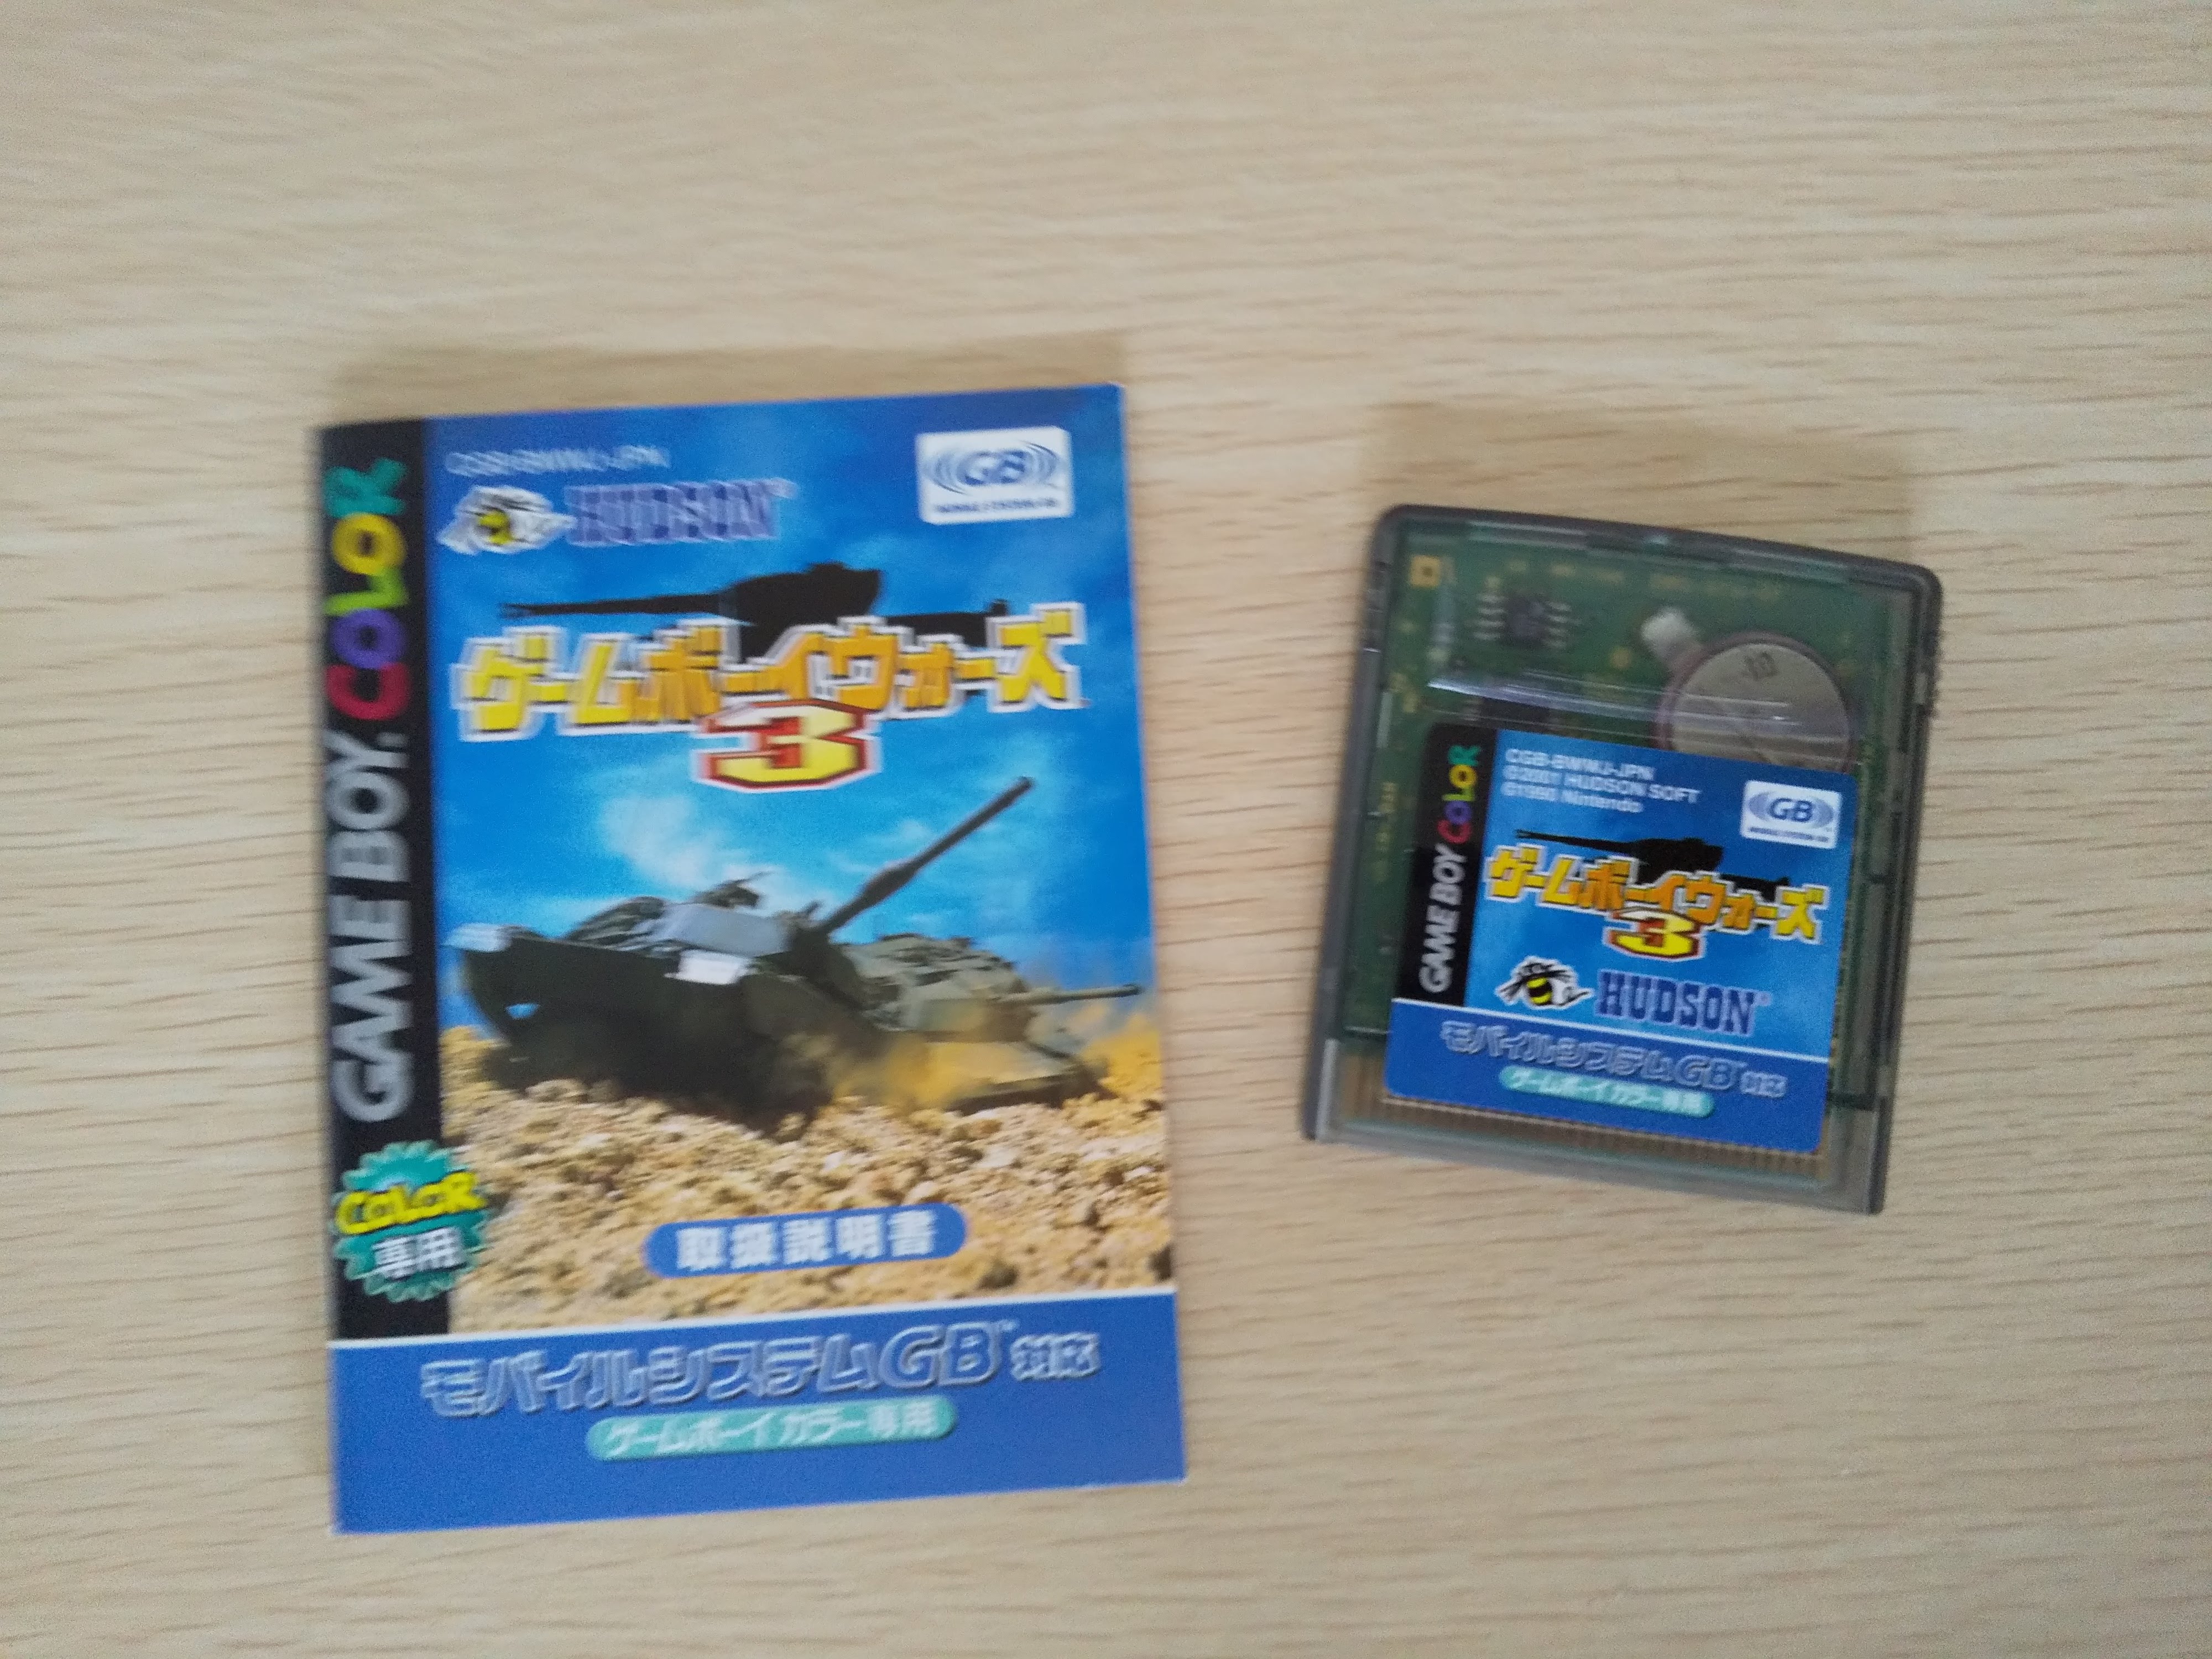 GAME BOY COLOR
HUDSON
GB
ゲームボーイウォーズ
3
COLOR
専用
取扱説明書
モバイルシステムGB™ 対応
ゲームボーイカラー専用
GAME BOY COLOR
CGB-BWWJ-JPN
©2001 HUDSON SOFT
Nintendo
GB
ゲームボーイウォーズ
3
HUDSON®
モバイルシステムGB™ 対応
ゲームボーイカラー専用